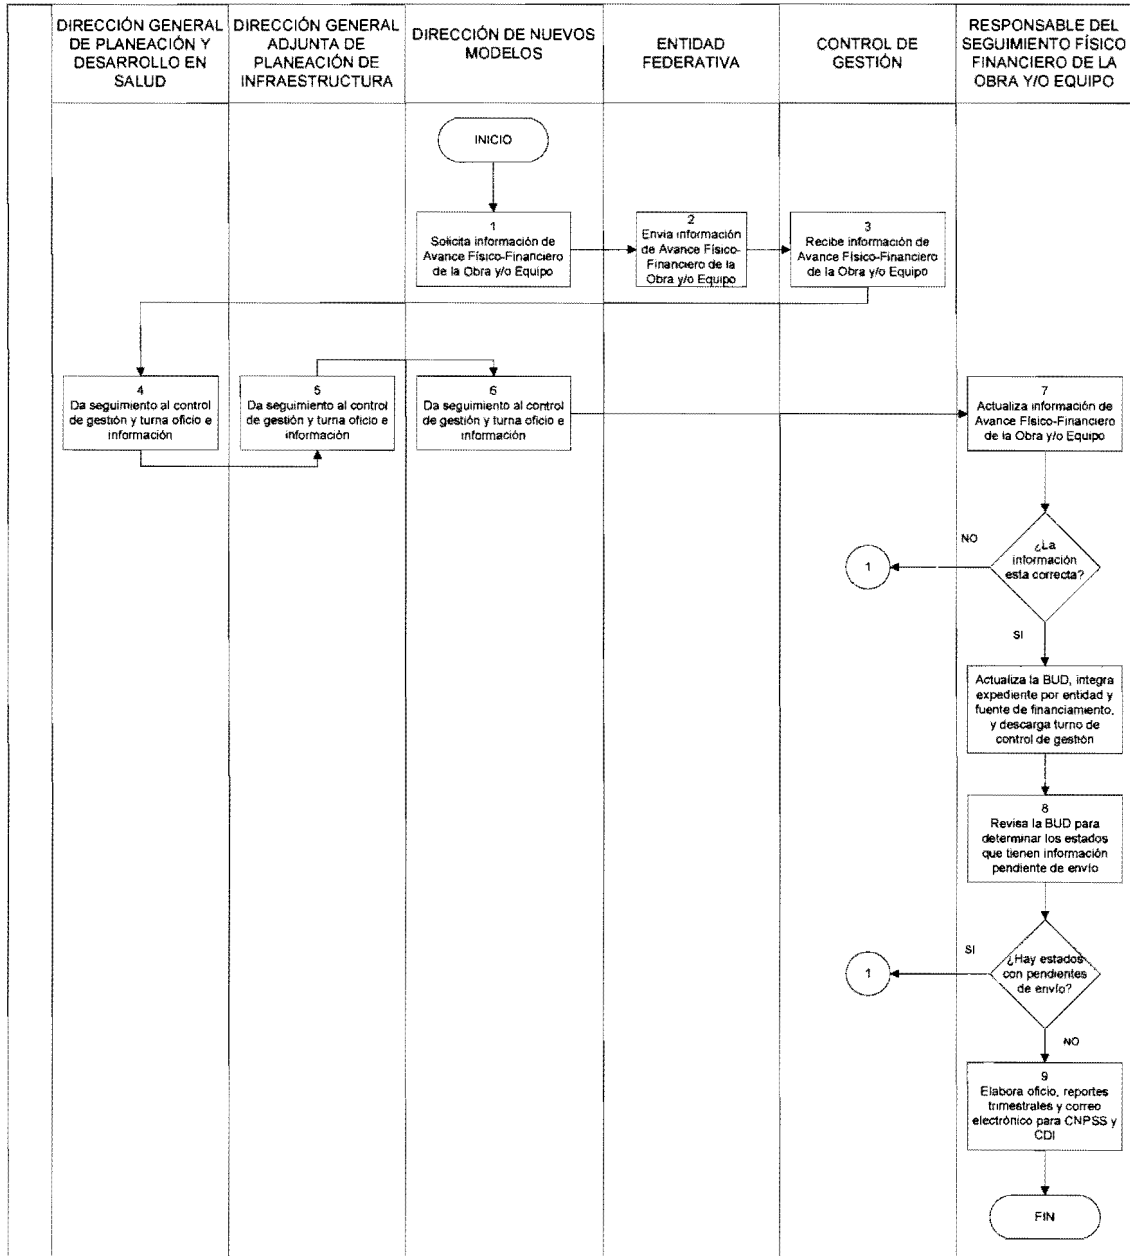 DIRECCIÓN GENERAL
DE PLANEACIÓN Y
DESARROLLO EN
SALUD
DIRECCIÓN GENERAL
ADJUNTA DE
PLANEACIÓN DE
INFRAESTRUCTURA
DIRECCIÓN DE NUEVOS
MODELOS
ENTIDAD
FEDERATIVA
CONTROL DE
GESTIÓN
RESPONSABLE DEL
SEGUIMIENTO FÍSICO
FINANCIERO DE LA
OBRA Y/O EQUIPO
INICIO
1
Solicita información de
Avance Físico-Financiero
de la Obra y/o Equipo
2
Envia información
de Avance Físico-
Financiero de la
Obra y/o Equipo
3
Recibe información de
Avance Físico-Financiero
de la Obra y/o Equipo
4
Da seguimiento al control
de gestión y turna oficio e
información
5
Da seguimiento al control
de gestión y turna oficio e
información
6
Da seguimiento al control
de gestión y turna oficio e
información
7
Actualiza información de
Avance Físico-Financiero
de la Obra y/o Equipo
¿La
información
esta correcta?
NO
1
SI
Actualiza la BUD, integra
expediente por entidad y
fuente de financiamiento,
y descarga turno de
control de gestión
8
Revisa la BUD para
determinar los estados
que tienen información
pendiente de envío
¿Hay estados
con pendientes
de envío?
SI
1
NO
9
Elabora oficio, reportes
trimestrales y correo
electrónico para CNPSS y
CDI
FIN